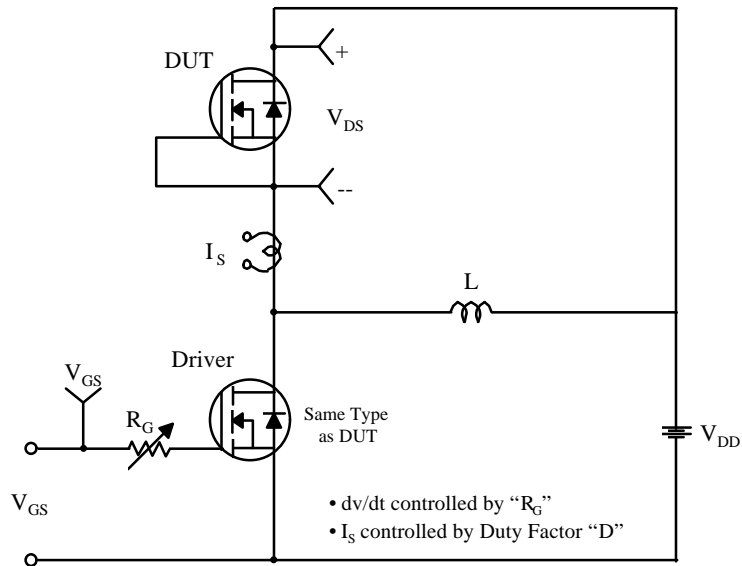 DUT
+
V_DS
--
I_S
L
Driver
V_GS
R_G
Same Type
as DUT
V_DD
V_GS
• dv/dt controlled by “R_G”
• I_S controlled by Duty Factor “D”